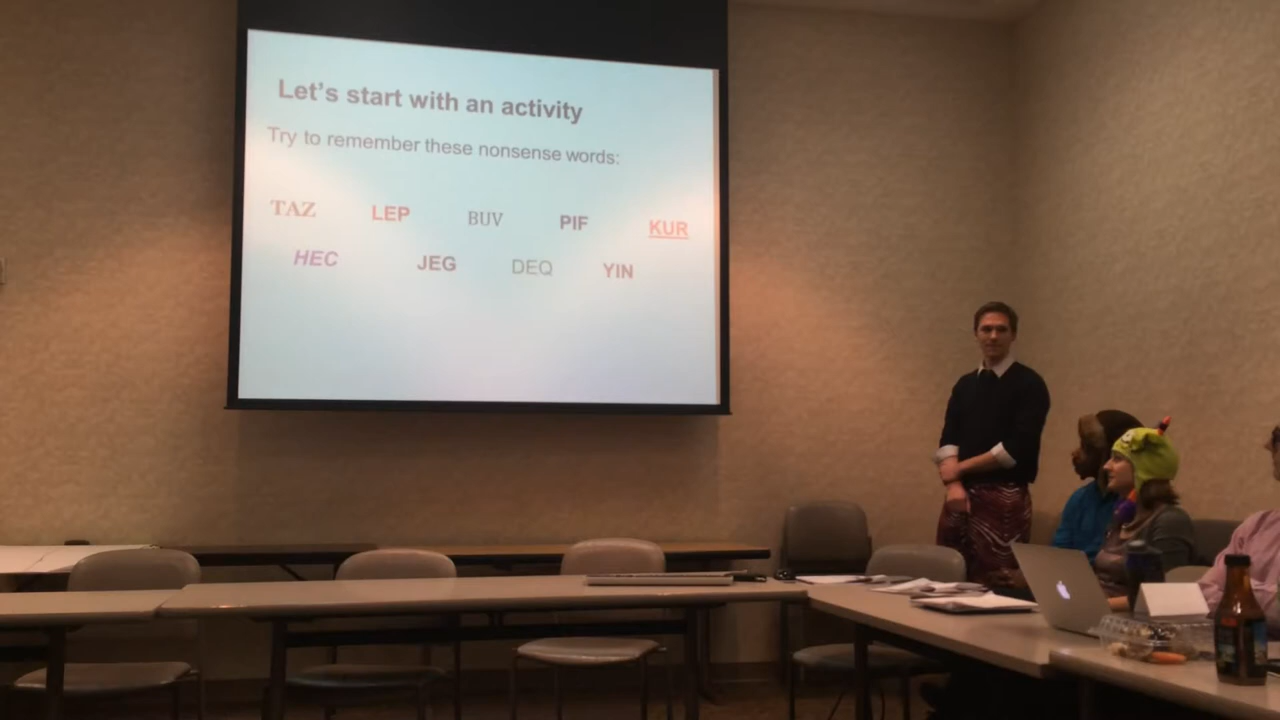 Let's start with an activity
Try to remember these nonsense words:
TAZ LEP BUV PIF KUR
HEC JEG DEQ YIN